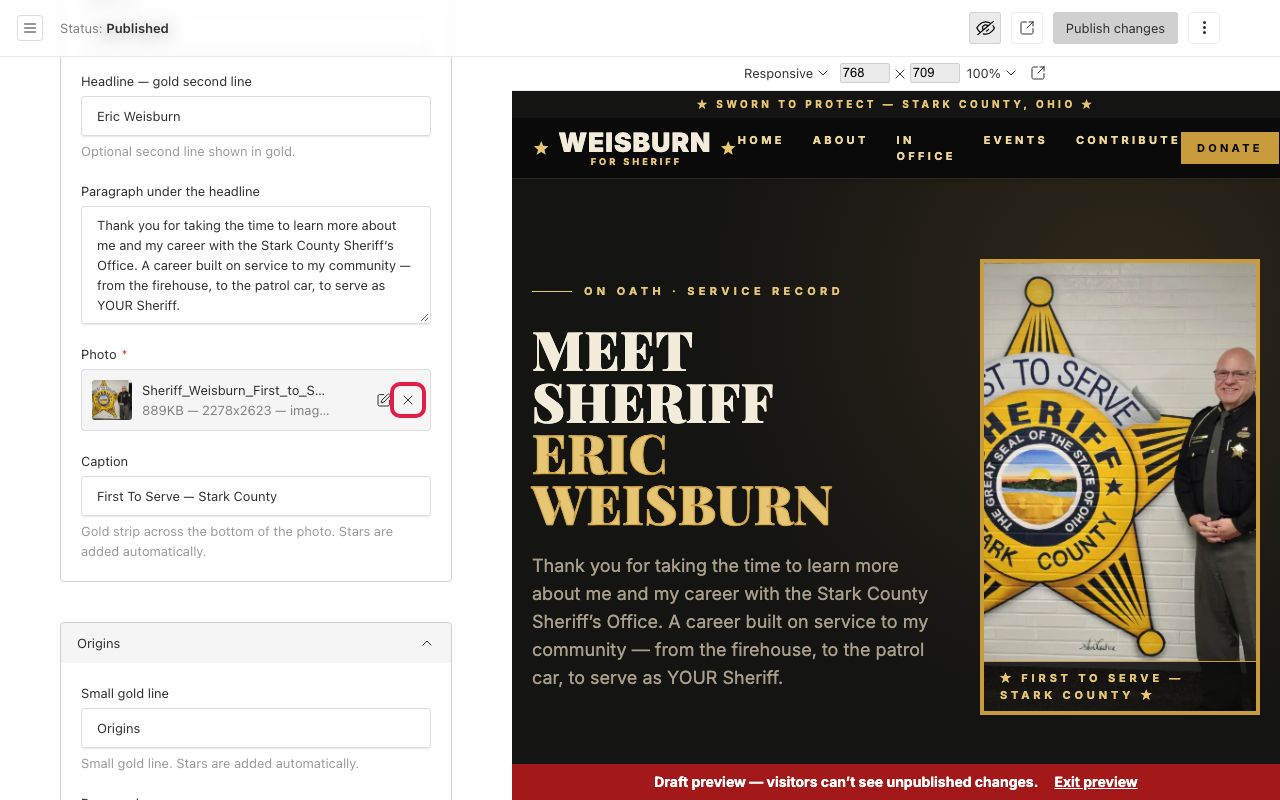 Status: Published
Publish changes
Headline — gold second line
Eric Weisburn
Optional second line shown in gold.
Paragraph under the headline
Thank you for taking the time to learn more about
me and my career with the Stark County Sheriff’s
Office. A career built on service to my community —
from the firehouse, to the patrol car, to serve as
YOUR Sheriff.
Photo *
Sheriff_Weisburn_First_to_S...
889KB — 2278x2623 — imag...
Caption
First To Serve — Stark County
Gold strip across the bottom of the photo. Stars are
added automatically.
Origins
Small gold line
Origins
Small gold line. Stars are added automatically.
Responsive 768 × 709 100%
★ SWORN TO PROTECT — STARK COUNTY, OHIO ★
★ WEISBURN ★
FOR SHERIFF
HOME ABOUT IN OFFICE EVENTS CONTRIBUTE DONATE
ON OATH · SERVICE RECORD
MEET
SHERIFF
ERIC
WEISBURN
Thank you for taking the time to learn more
about me and my career with the Stark County
Sheriff’s Office. A career built on service to my
community — from the firehouse, to the patrol
car, to serve as YOUR Sheriff.
ST TO SERVE
HERIFF
THE GREAT SEAL OF THE STATE OF OHIO
ARK COUNTY
★ FIRST TO SERVE —
STARK COUNTY ★
Draft preview — visitors can’t see unpublished changes. Exit preview